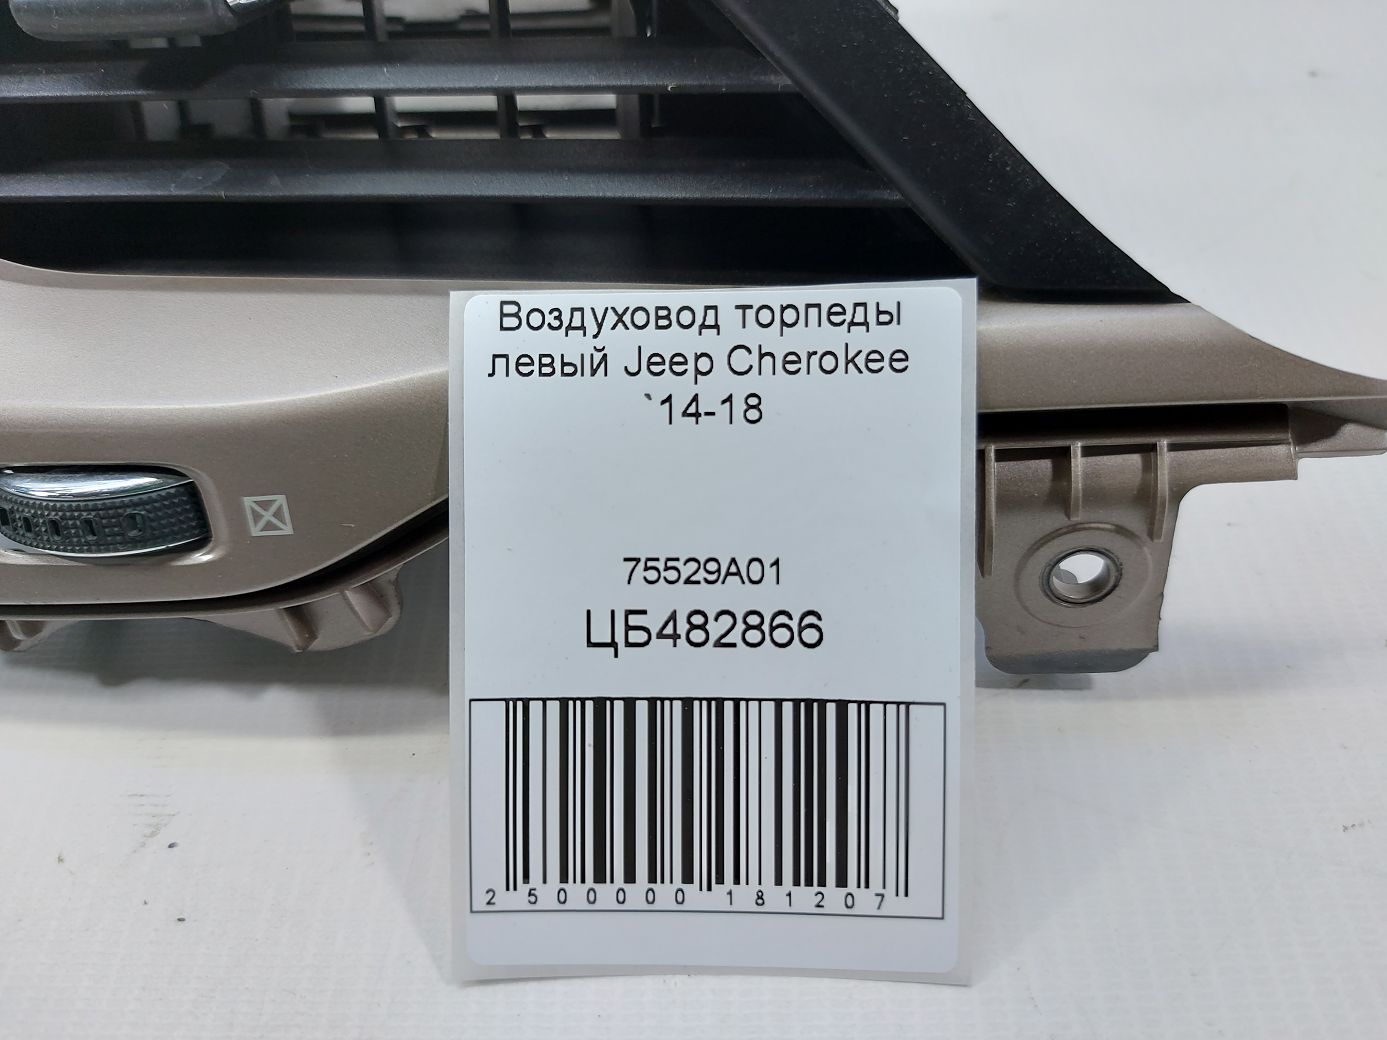 Воздуховод торпеды
левый Jeep Cherokee
`14-18
75529A01
ЦБ482866
2 500000 181207